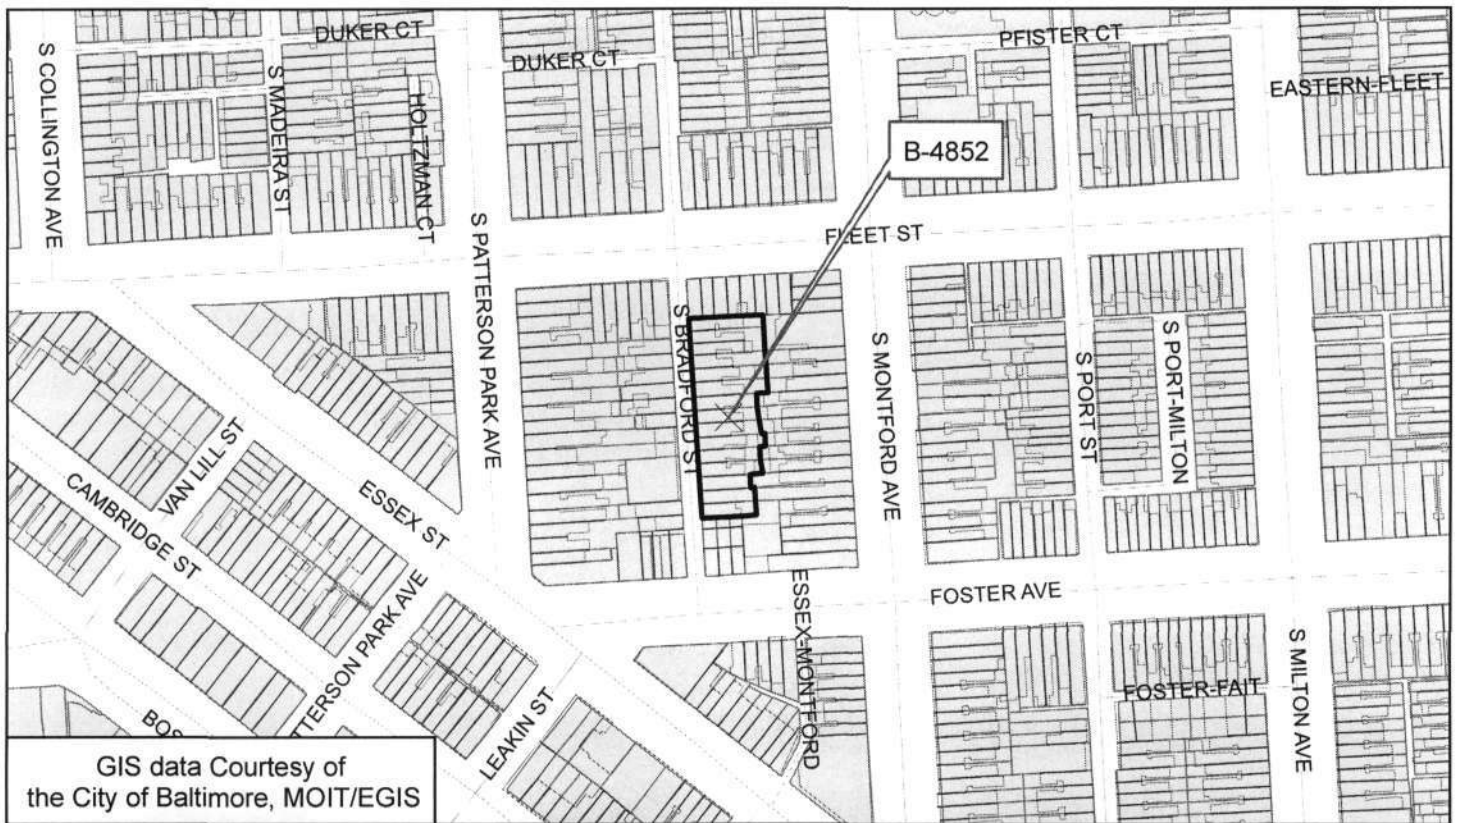 DUKER CT
DUKER CT
PFISTER CT
EASTERN-FLEET
S COLLINGTON AVE
S MADEIRA ST
HOLTZMAN CT
B-4852
FLEET ST
S PATTERSON PARK AVE
S BRADFORD ST
S MONTFORD AVE
S PORT ST
S PORT-MILTON
VAN LILL ST
CAMBRIDGE ST
ESSEX ST
FOSTER AVE
ESSEX-MONTFORD
TTERSON PARK AVE
LEAKIN ST
FOSTER-FAIT
S MILTON AVE
BOS
GIS data Courtesy of
the City of Baltimore, MOIT/EGIS